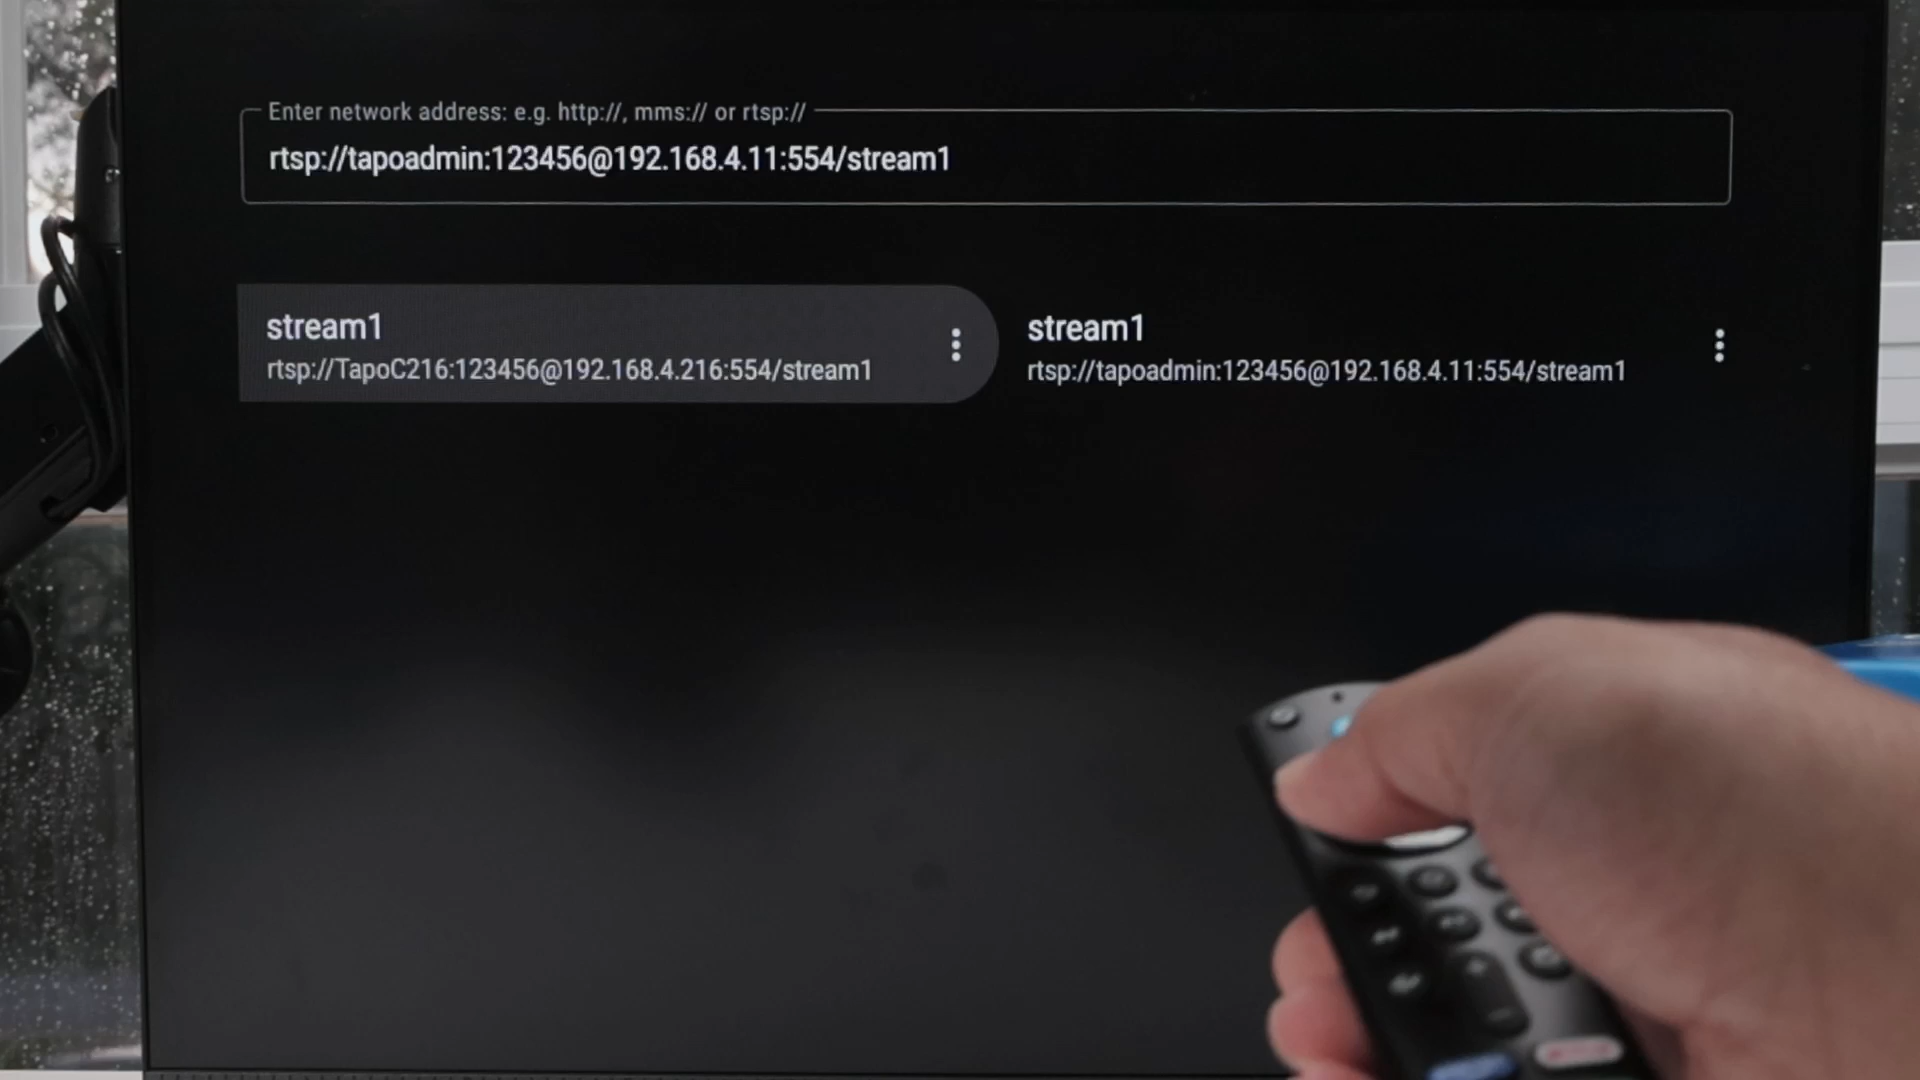 Enter network address: e.g. http://, mms:// or rtsp://
rtsp://tapoadmin:123456@192.168.4.11:554/stream1
stream1
rtsp://TapoC216:123456@192.168.4.216:554/stream1
stream1
rtsp://tapoadmin:123456@192.168.4.11:554/stream1